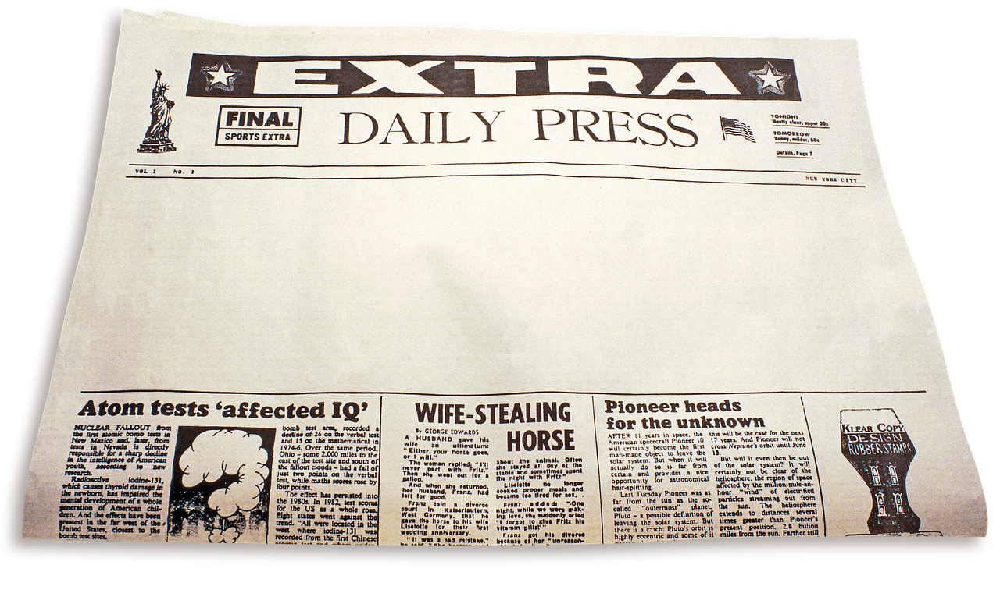 EXTRA
FINAL
SPORTS EXTRA
DAILY PRESS
TONIGHT
Mostly clear, upper 30s
TOMORROW
Sunny, milder, 50s
Details, Page 2
VOL 1 NO. 1
NEW YORK CITY
Atom tests ‘affected IQ’
NUCLEAR FALLOUT from
the first atomic bomb tests in
New Mexico and, later, from
tests in Nevada is directly
responsible for a sharp decline
in the intelligence of American
youth, according to new
research.
Radioactive iodine-131,
which causes thyroid damage in
the newborn, has impaired the
mental development of a whole
generation of American chil-
dren. And the effects have been
greatest in the far west of the
United States, closest to the
bomb test sites.
bomb test area, recorded a
decline of 26 on the verbal test
and 15 on the mathematical in
1974-6. Over the same period,
Ohio – some 2,000 miles to the
east of the test site and south of
the fallout clouds – had a fall of
just two points on the verbal
test, while maths scores rose by
four points.
The effect has persisted into
the 1980s. In 1982, test scores
for the US as a whole rose.
Eight states went against the
trend. "All were located in the
west where iodine-131 was
recorded from the first Chinese
WIFE-STEALING
HORSE
By GEORGE EDWARDS
A HUSBAND gave his
wife an ultimatum:
"Either your horse goes,
or I will."
The woman replied: "I'll
never part with Fritz."
Then she went out for a
gallop.
And when she returned,
her husband, Franz, had
left for good.
Franz told a divorce
court in Kaiserlautern,
West Germany, that he
gave the horse to his wife
Liselotte for their first
wedding anniversary.
"It was a sad mistake,"
about the animal. Often
she stayed all day at the
stable and sometimes spent
the night with Fritz."
Liselotte no longer
cooked proper meals and
became too tired for sex. .
Franz added: "One
night, while we were mak-
ing love, she suddenly cried
'I forgot to give Fritz his
vitamin pills!'"
Franz got his divorce
because of her "unreason-
Pioneer heads
for the unknown
AFTER 11 years in space, the
American spacecraft Pioneer 10
will certainly become the first
man-made object to leave the
solar system. But when it will
actually do so is far from
certain and provides a nice
opportunity for astronomical
hair-splitting.
Last Tuesday Pioneer was as
far from the sun as the so-
called "outermost" planet,
Pluto – a possible definition of
leaving the solar system. But
there is a catch: Pluto's orbit is
highly eccentric and some of it
this will be the case for the next
17 years. And Pioneer will not
cross Neptune's orbit until June
13.
But will it even then be out
of the solar system? It will
certainly not be clear of the
heliosphere, the region of space
affected by the million-mile-an-
hour "wind" of electrified
particles streaming out from
the sun. The heliosphere
extends to distances several
times greater than Pioneer's
present position, 2.8 billion
miles from the sun. Farther still
KLEAR COPY
DESIGN
RUBBER STAMPS